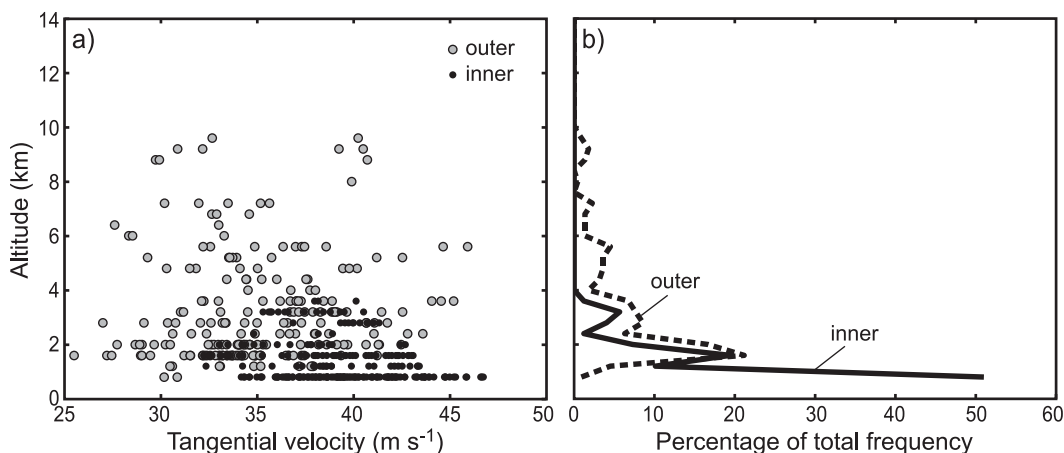 a)
outer
inner
Altitude (km)
14
12
10
8
6
4
2
0
25
30
35
40
45
50
Tangential velocity (m s⁻¹)
b)
outer
inner
0
10
20
30
40
50
60
Percentage of total frequency